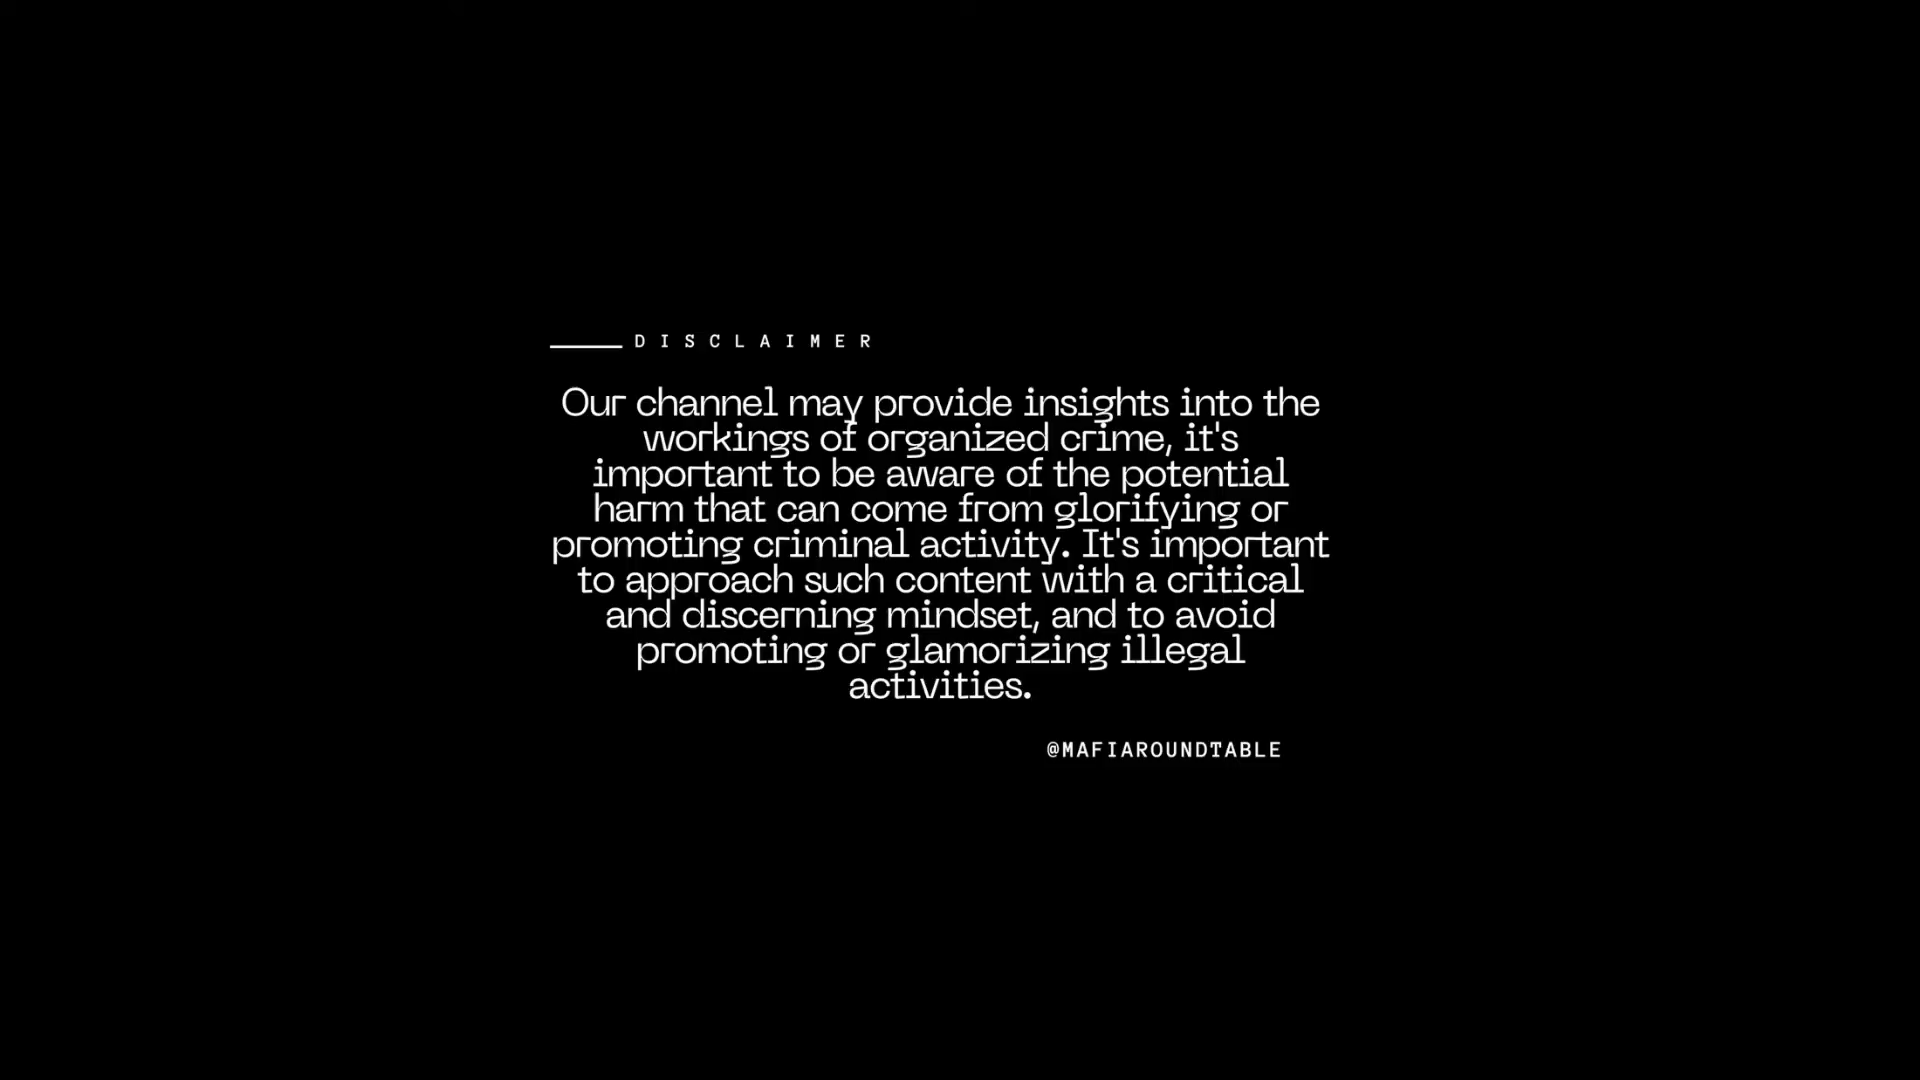 DISCLAIMER
Our channel may provide insights into the
workings of organized crime, it's
important to be aware of the potential
harm that can come from glorifying or
promoting criminal activity. It's important
to approach such content with a critical
and discerning mindset, and to avoid
promoting or glamorizing illegal
activities.
@MAFIAROUNDTABLE